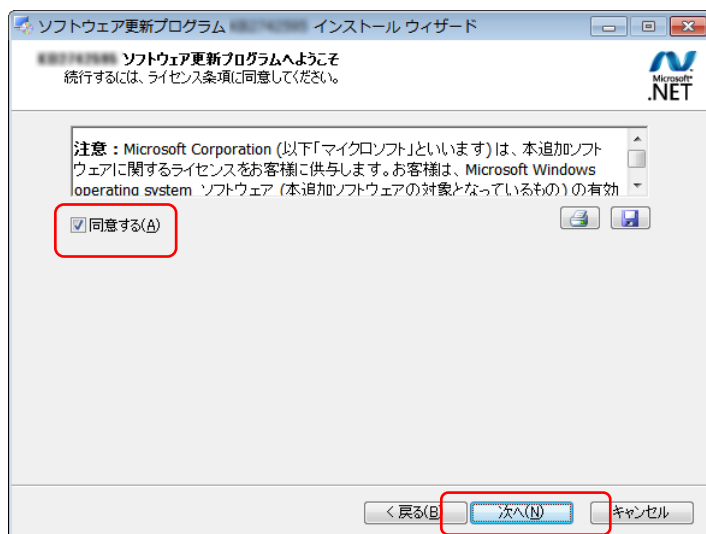 ソフトウェア更新プログラム インストール ウィザード
ソフトウェア更新プログラムへようこそ
続行するには、ライセンス条項に同意してください。
Microsoft®
.NET
注意：Microsoft Corporation (以下「マイクロソフト」といいます) は、本追加ソフト
ウェアに関するライセンスをお客様に供与します。お客様は、Microsoft Windows
operating system ソフトウェア (本追加ソフトウェアの対象となっているもの) の有効
同意する(A)
< 戻る(B
次へ(N)
キャンセル